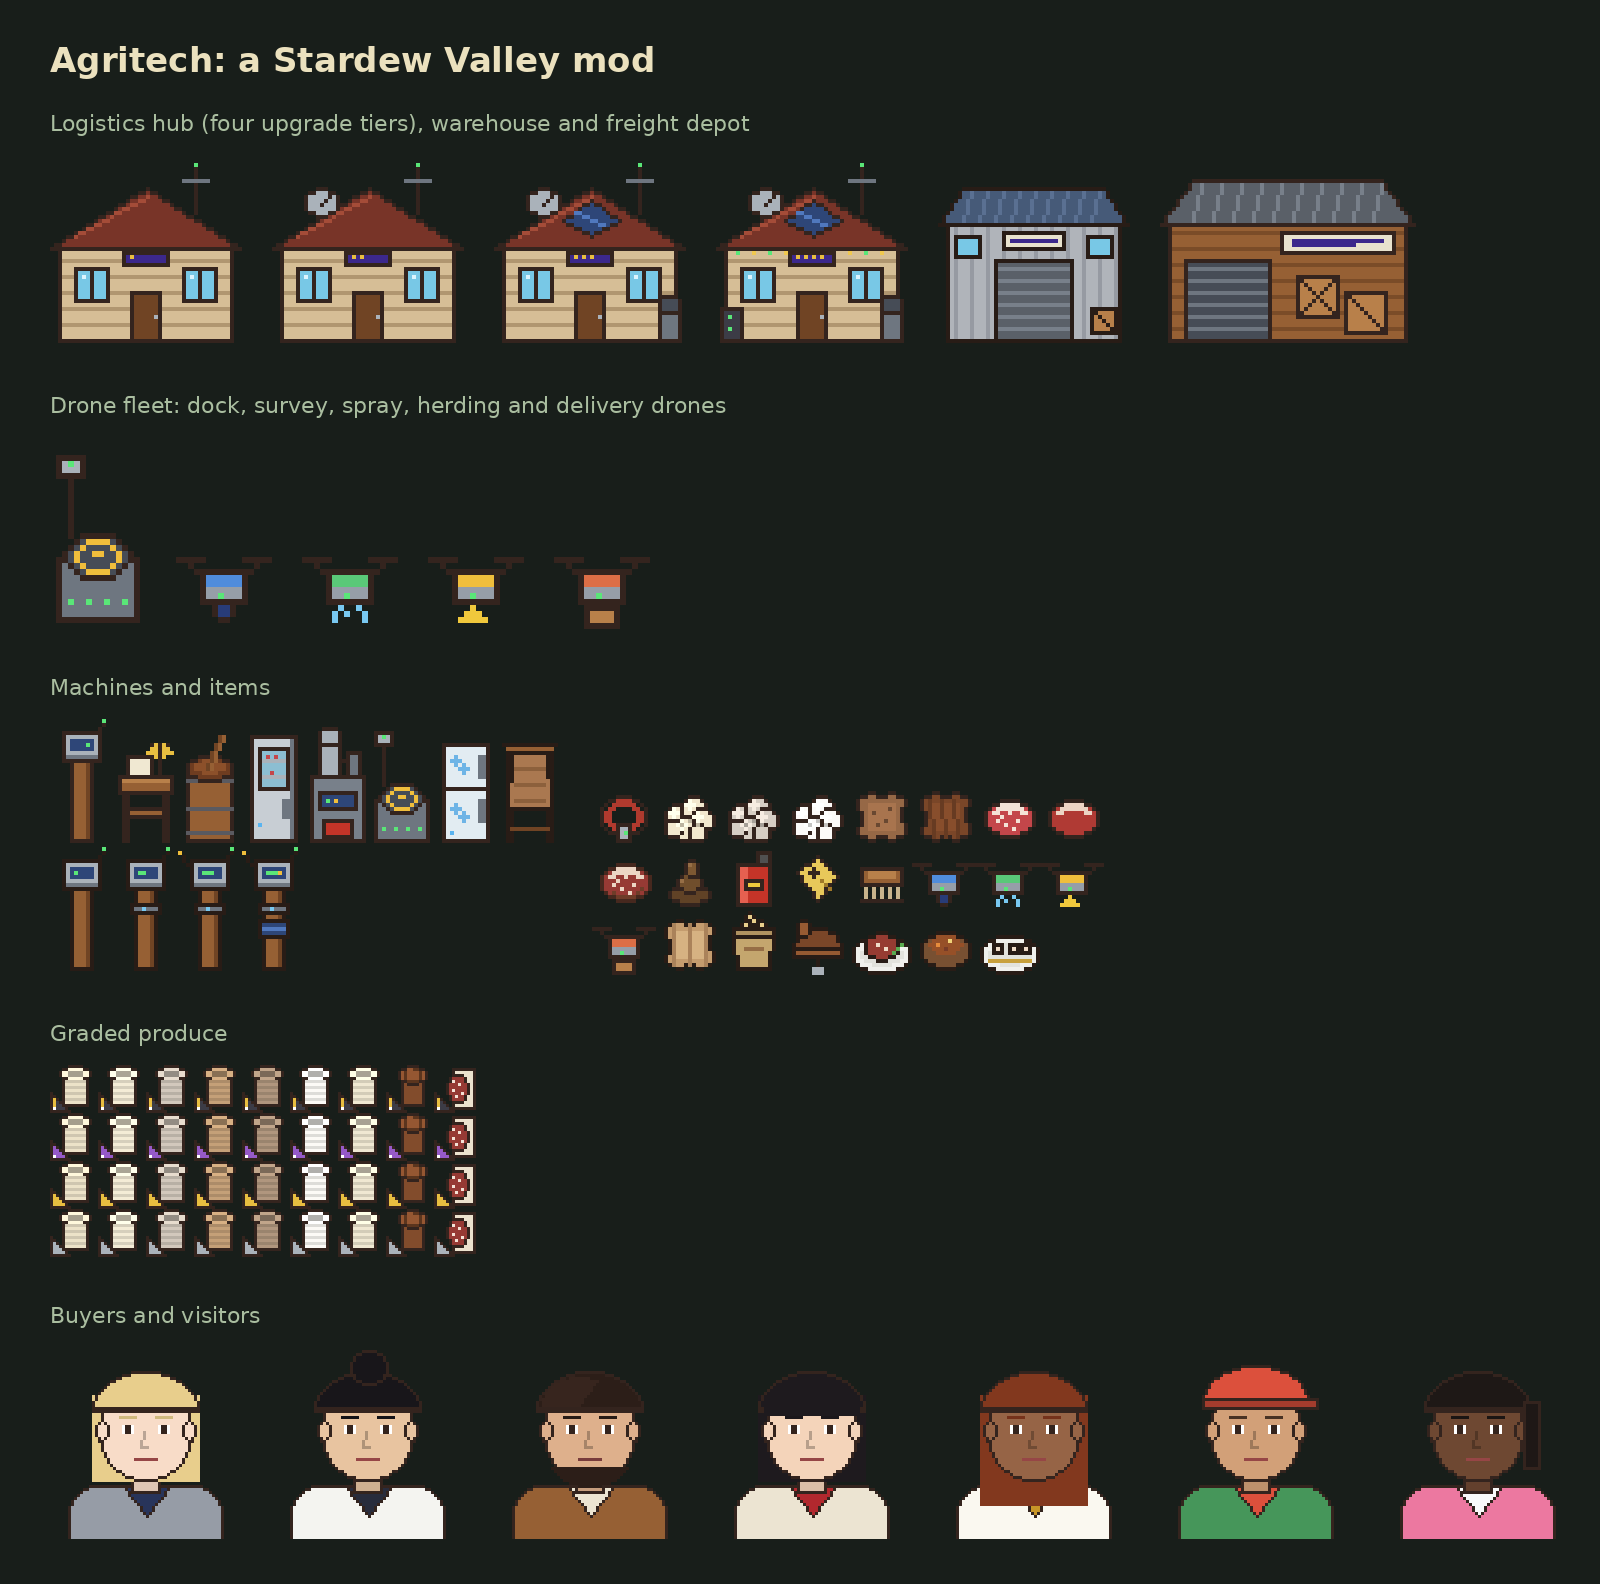 Agritech: a Stardew Valley mod
Logistics hub (four upgrade tiers), warehouse and freight depot
Drone fleet: dock, survey, spray, herding and delivery drones
Machines and items
Graded produce
Buyers and visitors